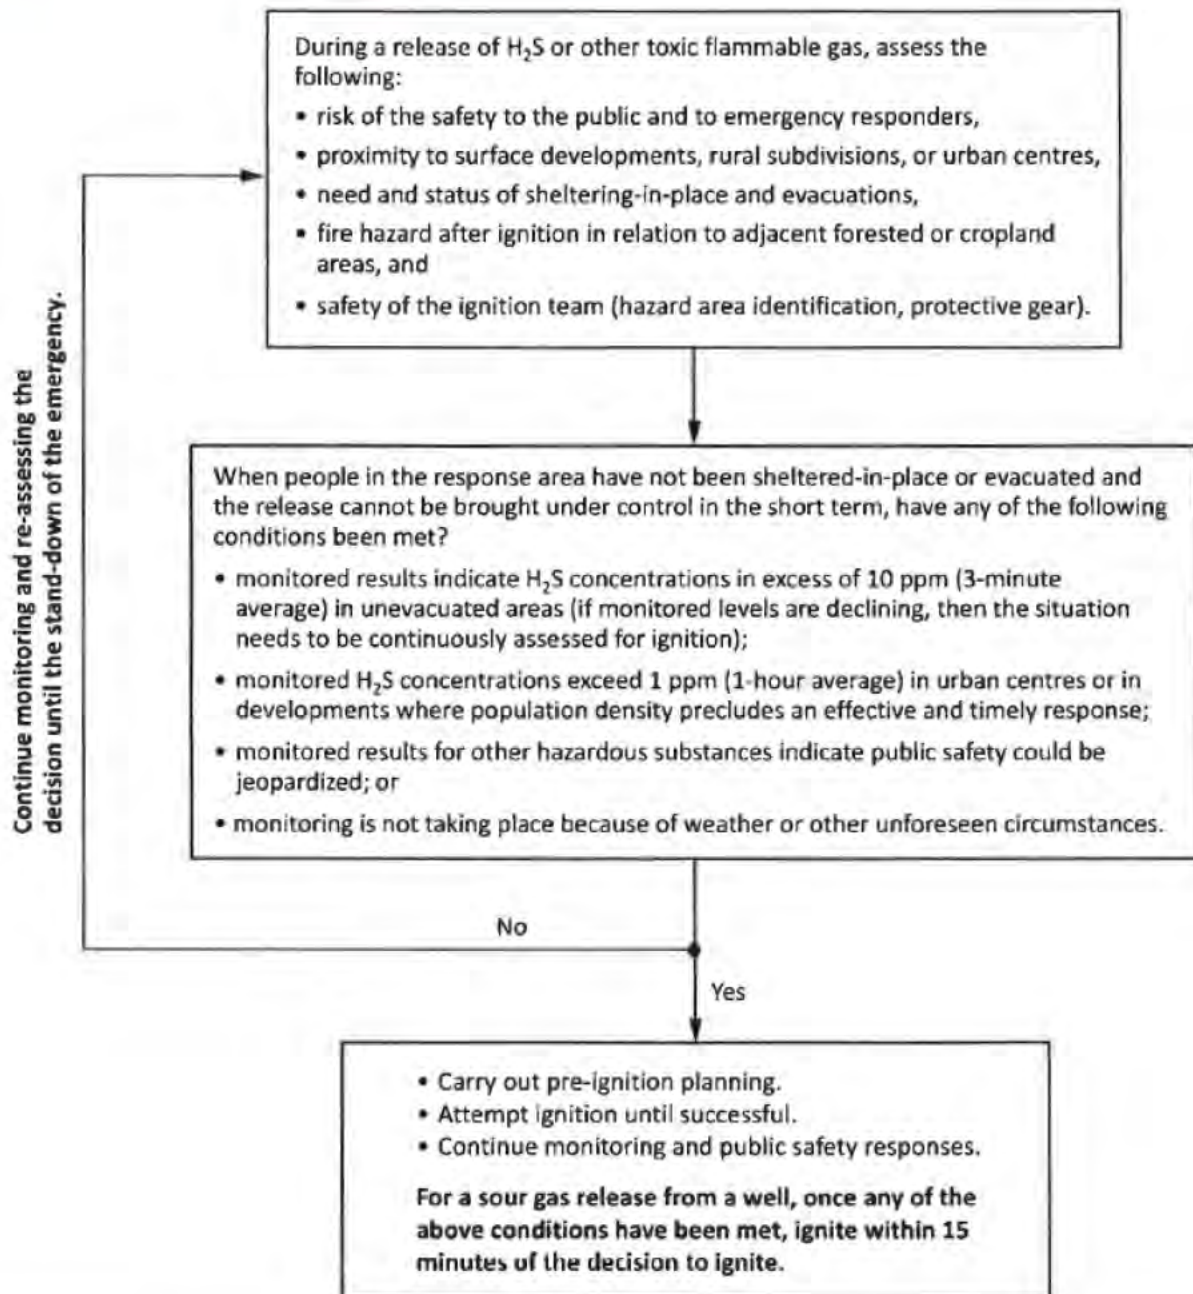 During a release of H₂S or other toxic flammable gas, assess the
following:
• risk of the safety to the public and to emergency responders,
• proximity to surface developments, rural subdivisions, or urban centres,
• need and status of sheltering-in-place and evacuations,
• fire hazard after ignition in relation to adjacent forested or cropland
areas, and
• safety of the ignition team (hazard area identification, protective gear).
Continue monitoring and re-assessing the
decision until the stand-down of the emergency.
When people in the response area have not been sheltered-in-place or evacuated and
the release cannot be brought under control in the short term, have any of the following
conditions been met?
• monitored results indicate H₂S concentrations in excess of 10 ppm (3-minute
average) in unevacuated areas (if monitored levels are declining, then the situation
needs to be continuously assessed for ignition);
• monitored H₂S concentrations exceed 1 ppm (1-hour average) in urban centres or in
developments where population density precludes an effective and timely response;
• monitored results for other hazardous substances indicate public safety could be
jeopardized; or
• monitoring is not taking place because of weather or other unforeseen circumstances.
No
Yes
• Carry out pre-ignition planning.
• Attempt ignition until successful.
• Continue monitoring and public safety responses.
For a sour gas release from a well, once any of the
above conditions have been met, ignite within 15
minutes of the decision to ignite.